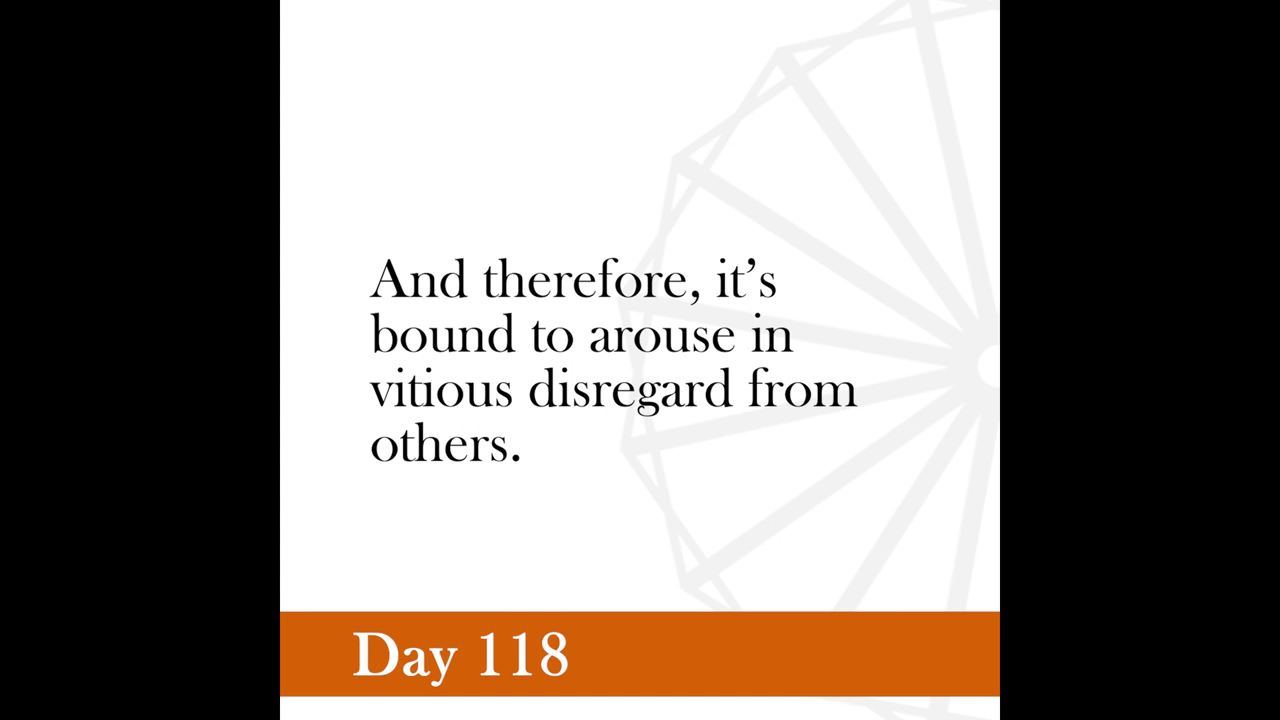 And therefore, it’s
bound to arouse in
vitious disregard from
others.
Day 118